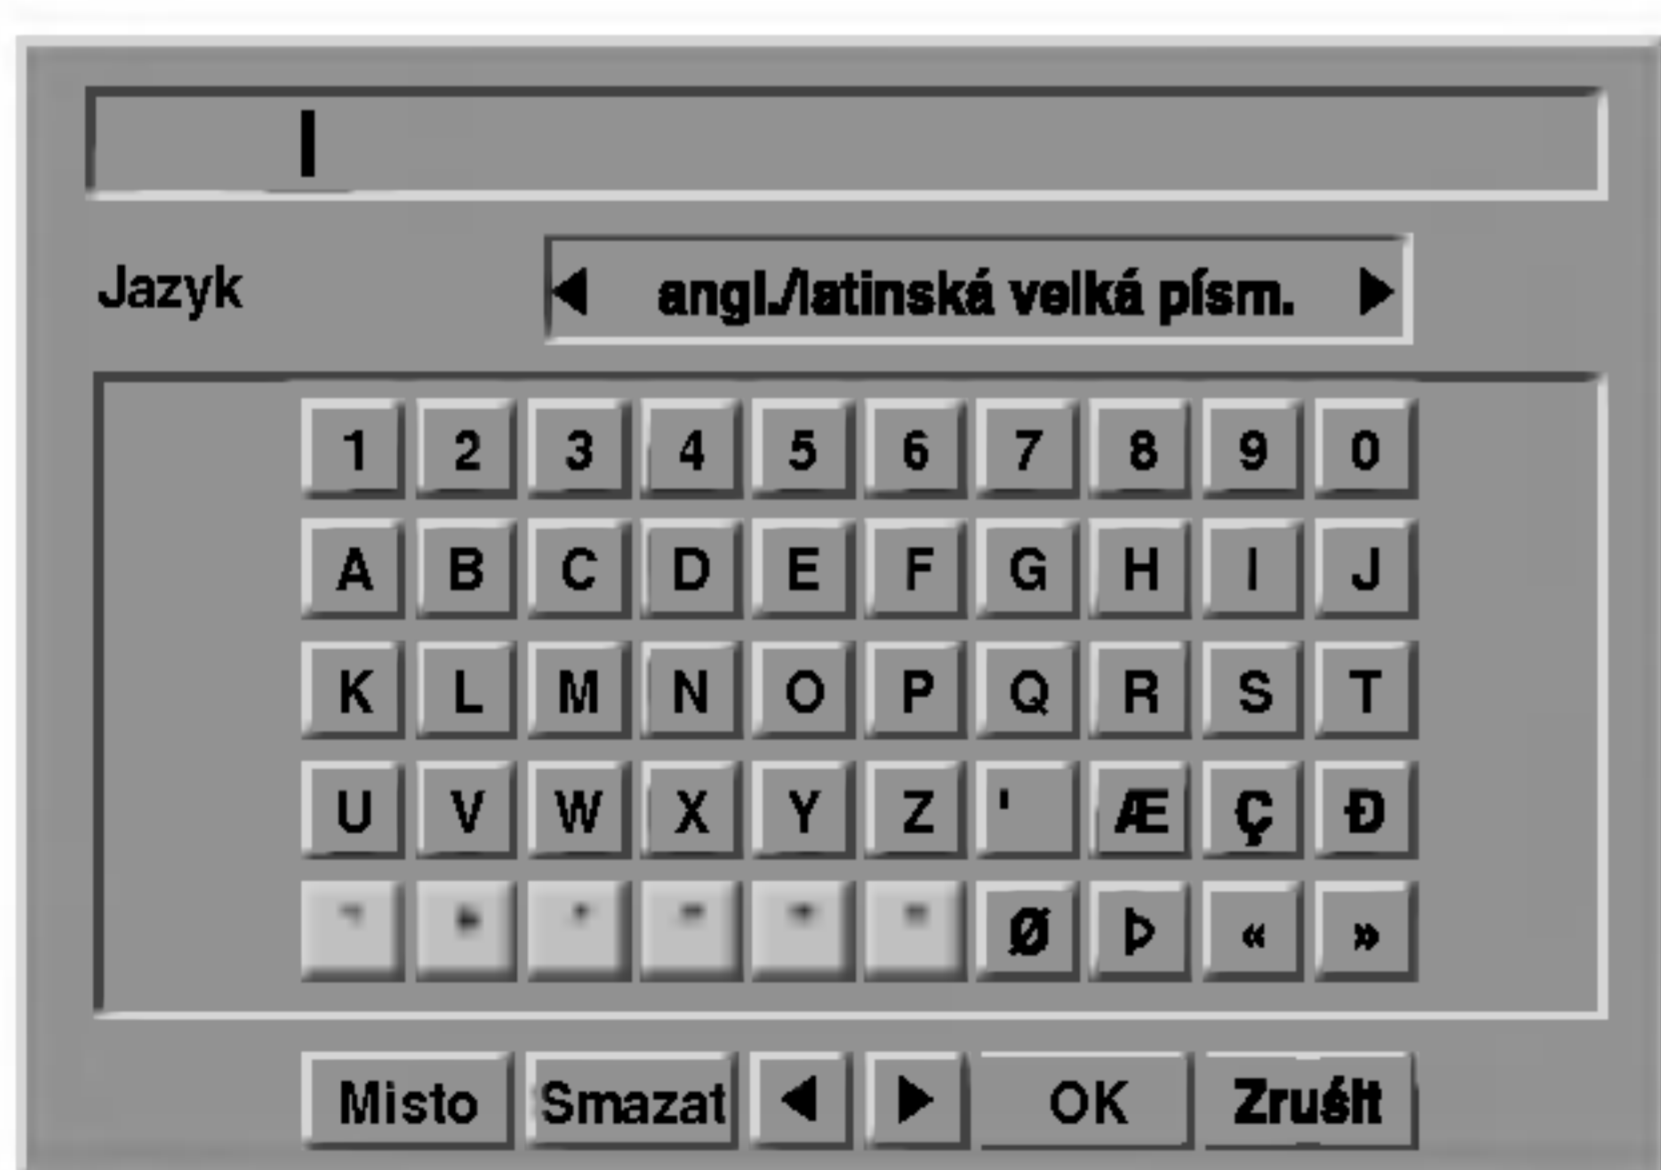 Jazyk
◀ angl./latinská velká písm. ▶
1 2 3 4 5 6 7 8 9 0
A B C D E F G H I J
K L M N O P Q R S T
U V W X Y Z ' Æ Ç Ð
Ø Þ « »
Misto Smazat ◀ ▶ OK Zrušit